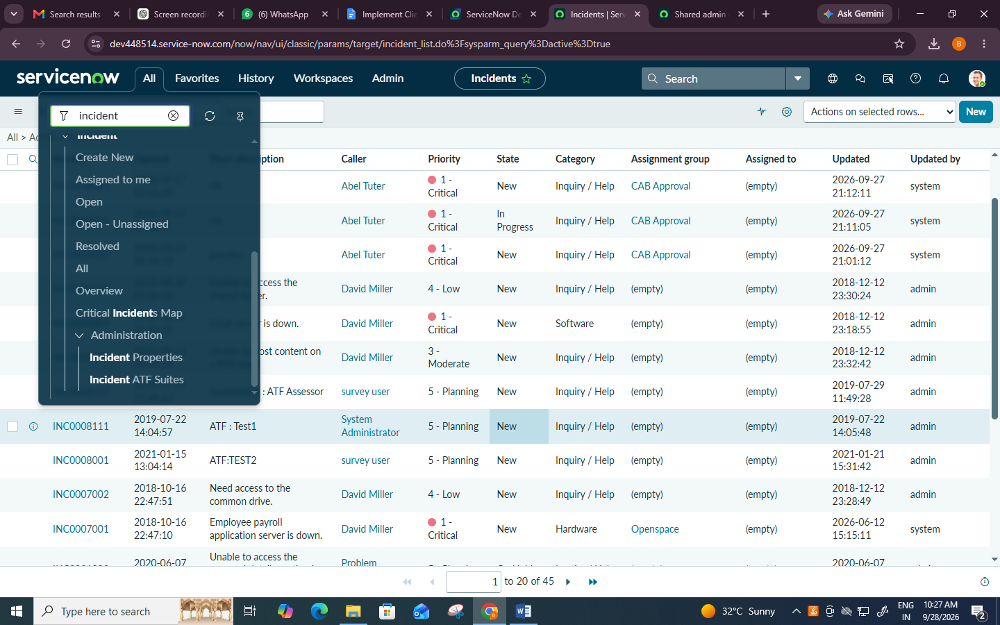 Search results
Screen recordi
6
(6) WhatsApp
Implement Clie
ServiceNow De
Incidents | Serv
Shared admin
Ask Gemini
dev448514.service-now.com/now/nav/ui/classic/params/target/incident_list.do%3Fsysparm_query%3Dactive%3Dtrue
B
servicenow
All
Favorites
History
Workspaces
Admin
Incidents
Search
incident
Actions on selected rows...
New
All > Ac
Incident
Create New
Assigned to me
Open
Open - Unassigned
Resolved
All
Overview
Critical Incidents Map
Administration
Incident Properties
Incident ATF Suites
Caller Priority State Category Assignment group Assigned to Updated Updated by
Abel Tuter 1 - Critical New Inquiry / Help CAB Approval (empty) 2026-09-27 21:12:11 system
Abel Tuter 1 - Critical In Progress Inquiry / Help CAB Approval (empty) 2026-09-27 21:11:05 system
Abel Tuter 1 - Critical New Inquiry / Help CAB Approval (empty) 2026-09-27 21:01:12 system
access the David Miller 4 - Low New Inquiry / Help (empty) (empty) 2018-12-12 23:30:24 admin
is down. David Miller 1 - Critical New Software (empty) (empty) 2018-12-12 23:18:55 admin
ost content on David Miller 3 - Moderate New Inquiry / Help (empty) (empty) 2018-12-12 23:32:42 admin
: ATF Assessor survey user 5 - Planning New Inquiry / Help (empty) (empty) 2019-07-29 11:49:28 admin
INC0008111 2019-07-22 14:04:57 ATF : Test1 System Administrator 5 - Planning New Inquiry / Help (empty) (empty) 2019-07-22 14:05:48 admin
INC0008001 2021-01-15 13:04:14 ATF:TEST2 survey user 5 - Planning New Inquiry / Help (empty) (empty) 2021-01-21 15:31:42 admin
INC0007002 2018-10-16 22:47:51 Need access to the common drive. David Miller 4 - Low New Inquiry / Help (empty) (empty) 2018-12-12 23:28:49 admin
INC0007001 2018-10-16 22:47:10 Employee payroll application server is down. David Miller 1 - Critical New Hardware Openspace (empty) 2026-06-12 15:15:11 system
2020-06-07 Unable to access the Problem 2020-06-07
1 to 20 of 45
Type here to search
32°C Sunny
ENG
IN
10:27 AM
9/28/2026
2